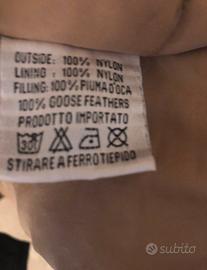 OUTSIDE: 100% NYLON
LINING : 100% NYLON
FILLING: 100% PIUMA D'OCA
100% GOOSE FEATHERS
PRODOTTO IMPORTATO
30°
STIRARE A FERRO TIEPIDO
subito